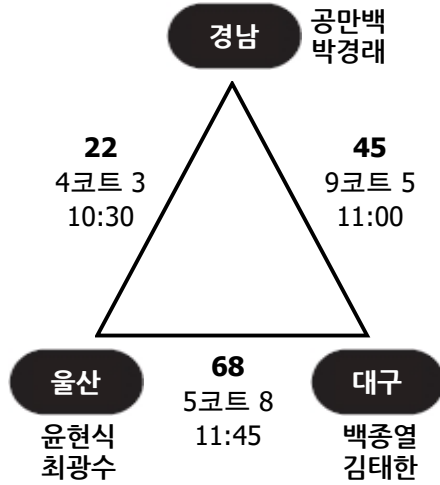 경남
공만백
박경래
22
4코트 3
10:30
45
9코트 5
11:00
울산
윤현식
최광수
68
5코트 8
11:45
대구
백종열
김태한